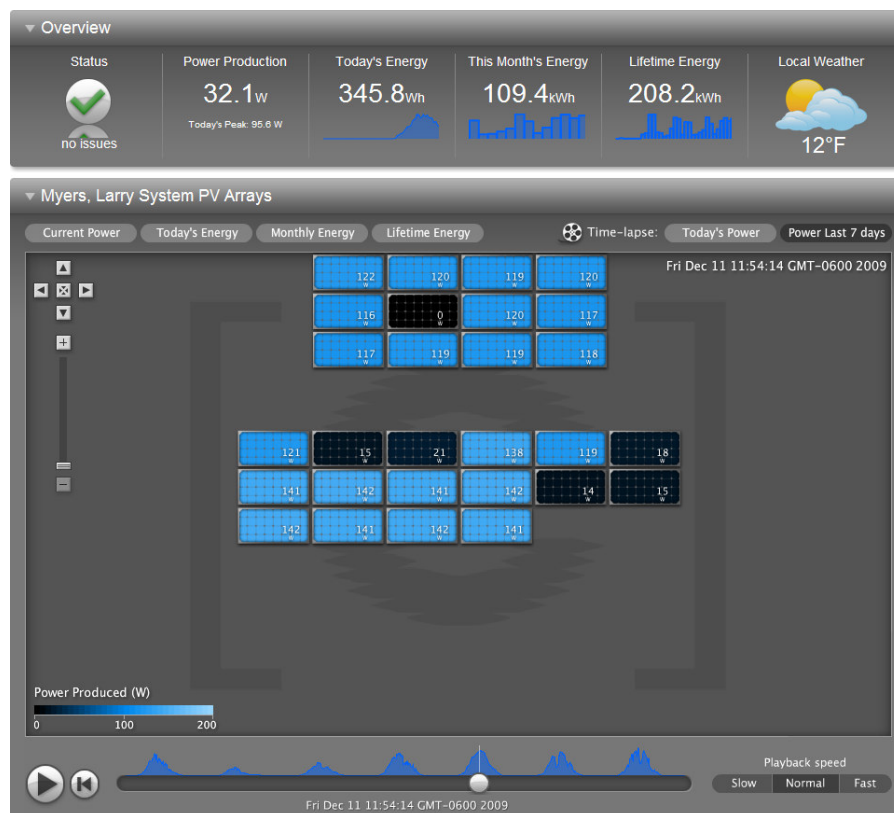 Overview
Status Power Production Today's Energy This Month's Energy Lifetime Energy Local Weather
32.1W 345.8Wh 109.4kWh 208.2kWh
Today's Peak: 95.6 W
no issues 12°F
Myers, Larry System PV Arrays
Current Power Today's Energy Monthly Energy Lifetime Energy Time-lapse: Today's Power Power Last 7 days
Fri Dec 11 11:54:14 GMT-0600 2009
122 W 120 W 119 W 120 W
116 W 0 W 120 W 117 W
117 W 119 W 119 W 118 W
121 W 15 W 21 W 138 W 119 W 18 W
141 W 142 W 141 W 142 W 14 W 15 W
142 W 141 W 142 W 141 W
Power Produced (W)
0 100 200
Playback speed
Slow Normal Fast
Fri Dec 11 11:54:14 GMT-0600 2009